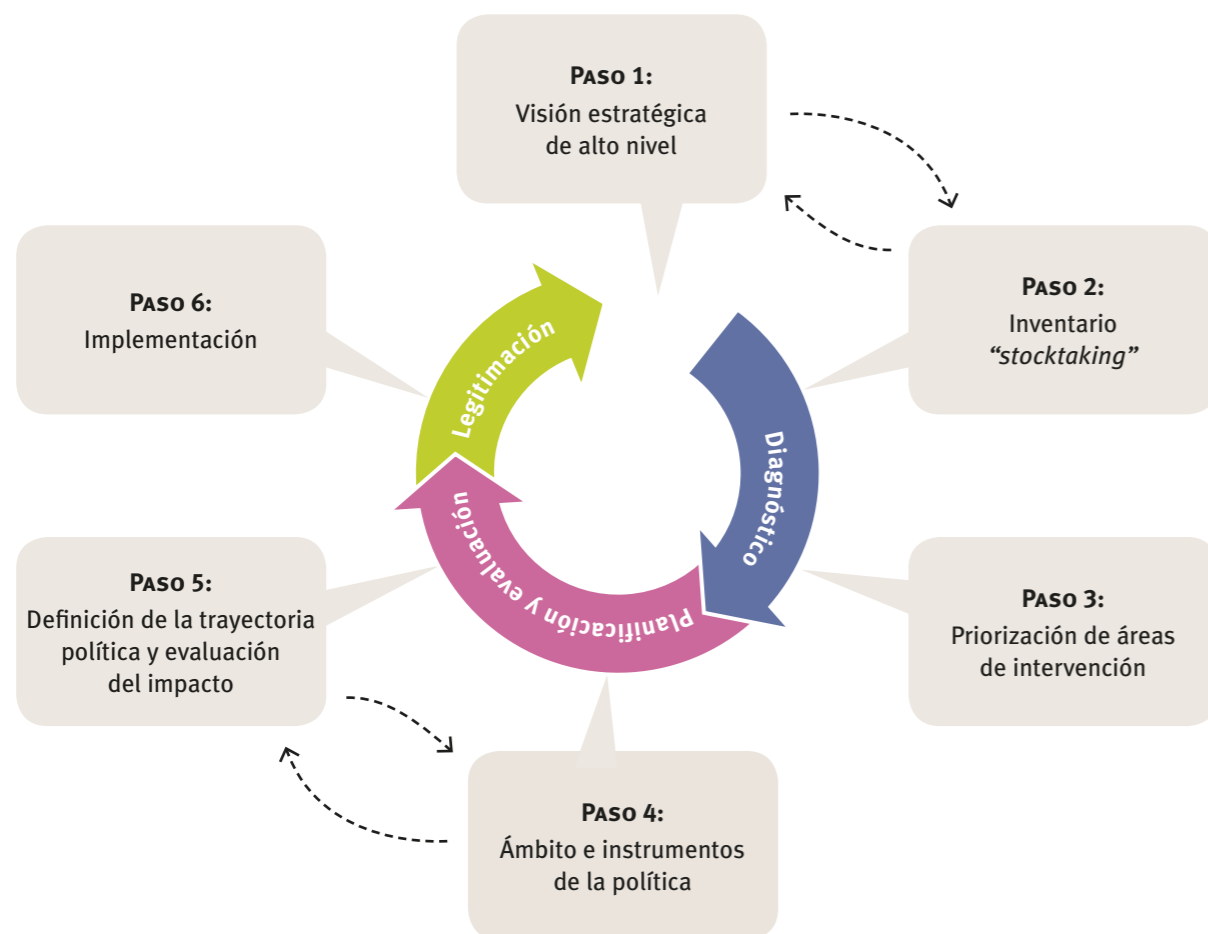 PASO 1:
Visión estratégica
de alto nivel
PASO 2:
Inventario
“stocktaking”
PASO 3:
Priorización de áreas
de intervención
PASO 4:
Ámbito e instrumentos
de la política
PASO 5:
Definición de la trayectoria
política y evaluación
del impacto
PASO 6:
Implementación
Diagnóstico
Planificación y evaluación
Legitimación